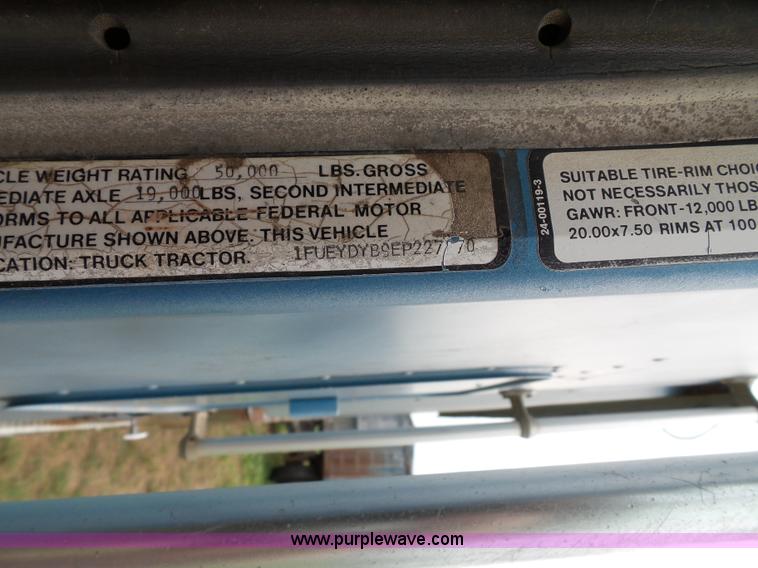 CLE WEIGHT RATING 50,000 LBS. GROSS
EDIATE AXLE 19,000 LBS, SECOND INTERMEDIATE
ORMS TO ALL APPLICABLE FEDERAL MOTOR
UFACTURE SHOWN ABOVE: THIS VEHICLE
CATION: TRUCK TRACTOR.
24-00119-3
SUITABLE TIRE-RIM CHOIC
NOT NECESSARILY THOS
GAWR: FRONT-12,000 LB
20.00x7.50 RIMS AT 100
www.purplewave.com